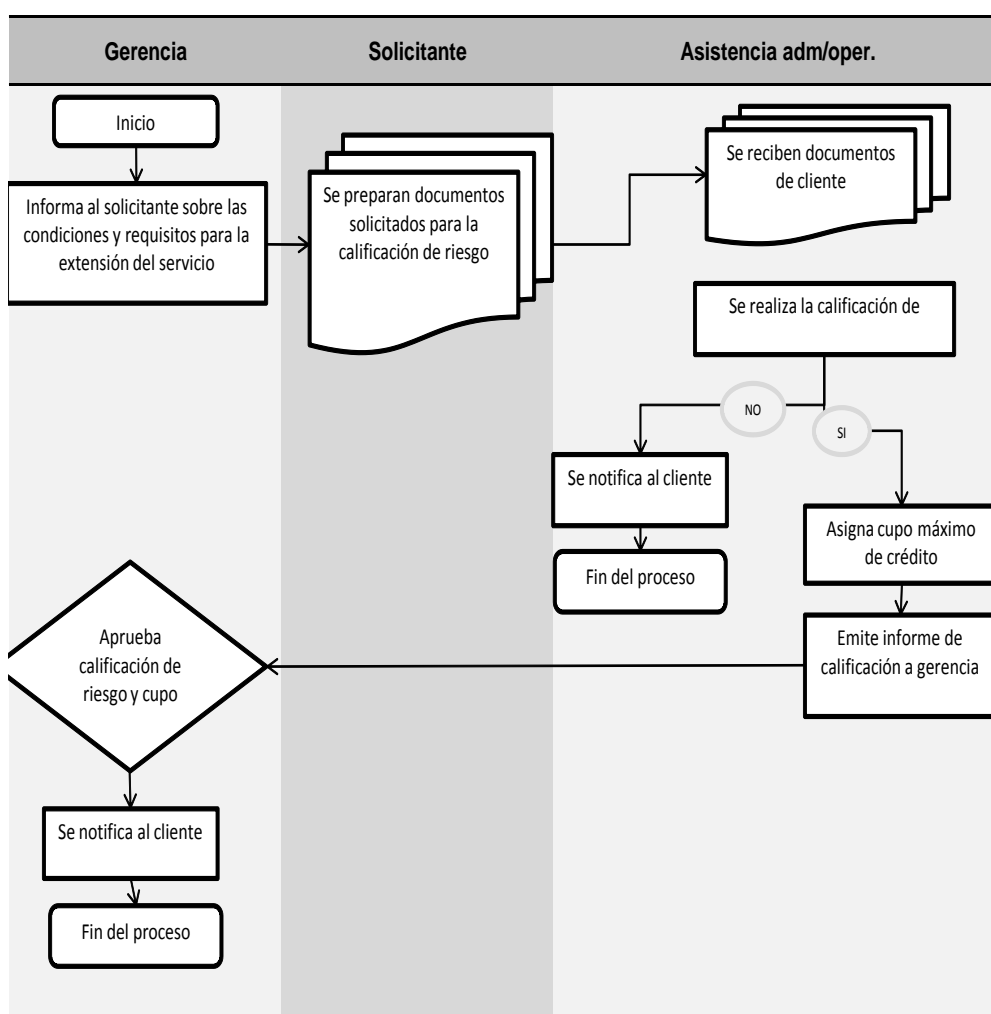 Gerencia
Solicitante
Asistencia adm/oper.
Inicio
Informa al solicitante sobre las
condiciones y requisitos para la
extensión del servicio
Se preparan documentos
solicitados para la
calificación de riesgo
Se reciben documentos
de cliente
Se realiza la calificación de
NO
SI
Se notifica al cliente
Fin del proceso
Asigna cupo máximo
de crédito
Emite informe de
calificación a gerencia
Aprueba
calificación de
riesgo y cupo
Se notifica al cliente
Fin del proceso